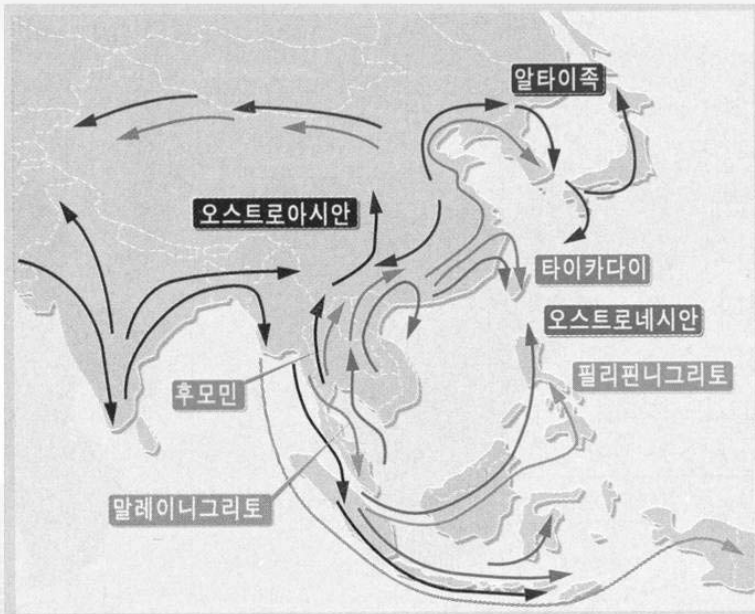 알타이족
오스트로아시안
타이카다이
오스트로네시안
필리핀니그리토
후모민
말레이니그리토